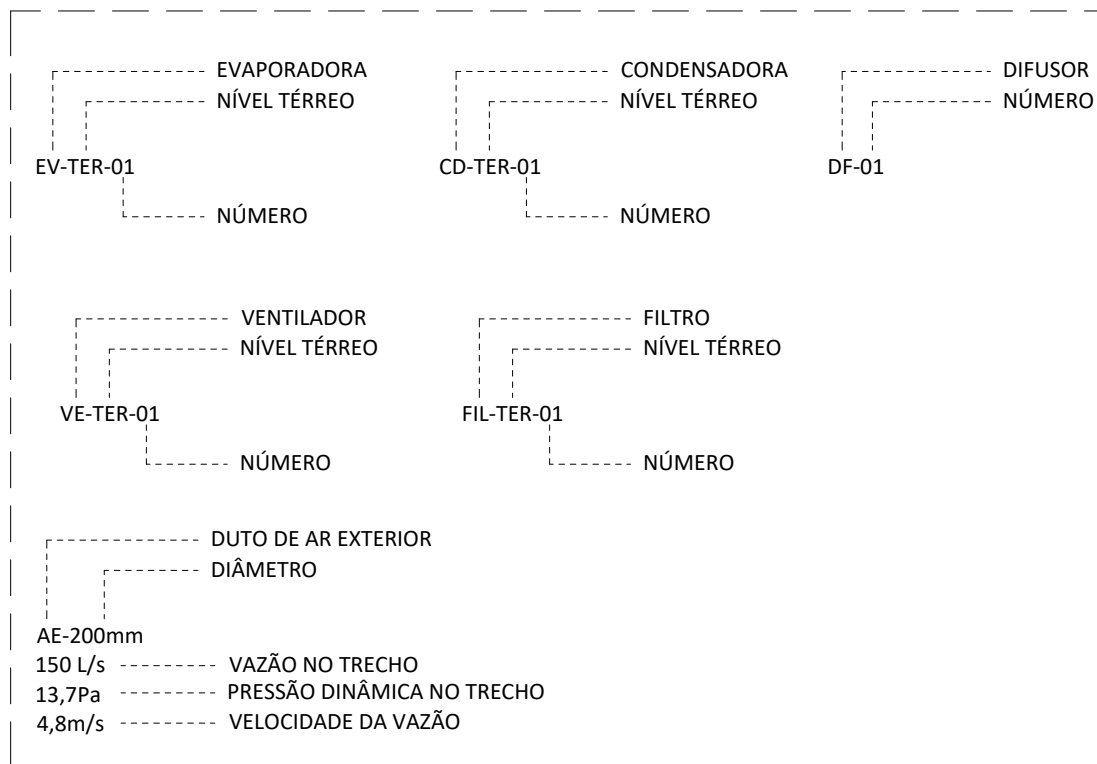 EVAPORADORA
NÍVEL TÉRREO
EV-TER-01
NÚMERO
CONDENSADORA
NÍVEL TÉRREO
CD-TER-01
NÚMERO
DIFUSOR
NÚMERO
DF-01
VENTILADOR
NÍVEL TÉRREO
VE-TER-01
NÚMERO
FILTRO
NÍVEL TÉRREO
FIL-TER-01
NÚMERO
DUTO DE AR EXTERIOR
DIÂMETRO
AE-200mm
150 L/s VAZÃO NO TRECHO
13,7Pa PRESSÃO DINÂMICA NO TRECHO
4,8m/s VELOCIDADE DA VAZÃO